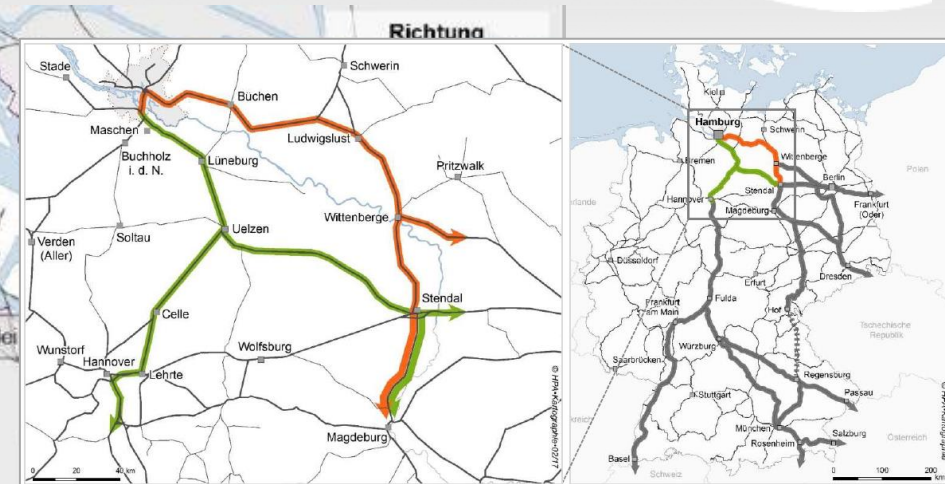 Richtung
Stade
Schwerin
Büchen
Maschen
Ludwigslust
Buchholz
i. d. N.
Lüneburg
Pritzwalk
Wittenberge
Verden
(Aller)
Soltau
Uelzen
Stendal
Celle
Wunstorf
Hannover
Lehrte
Wolfsburg
Magdeburg
0 20 40 km
© HPA-Kartographie-02/17
Kiel
Hamburg
Schwerin
Bremen
Wittenberge
Berlin
Polen
Stendal
Hannover
Magdeburg
Frankfurt
(Oder)
Düsseldorf
Dresden
Erfurt
Frankfurt
am Main
Fulda
Hof
Tschechische
Republik
Würzburg
Saarbrücken
Regensburg
Stuttgart
Passau
München
Salzburg
Rosenheim
Österreich
Basel
Schweiz
0 100 200
km